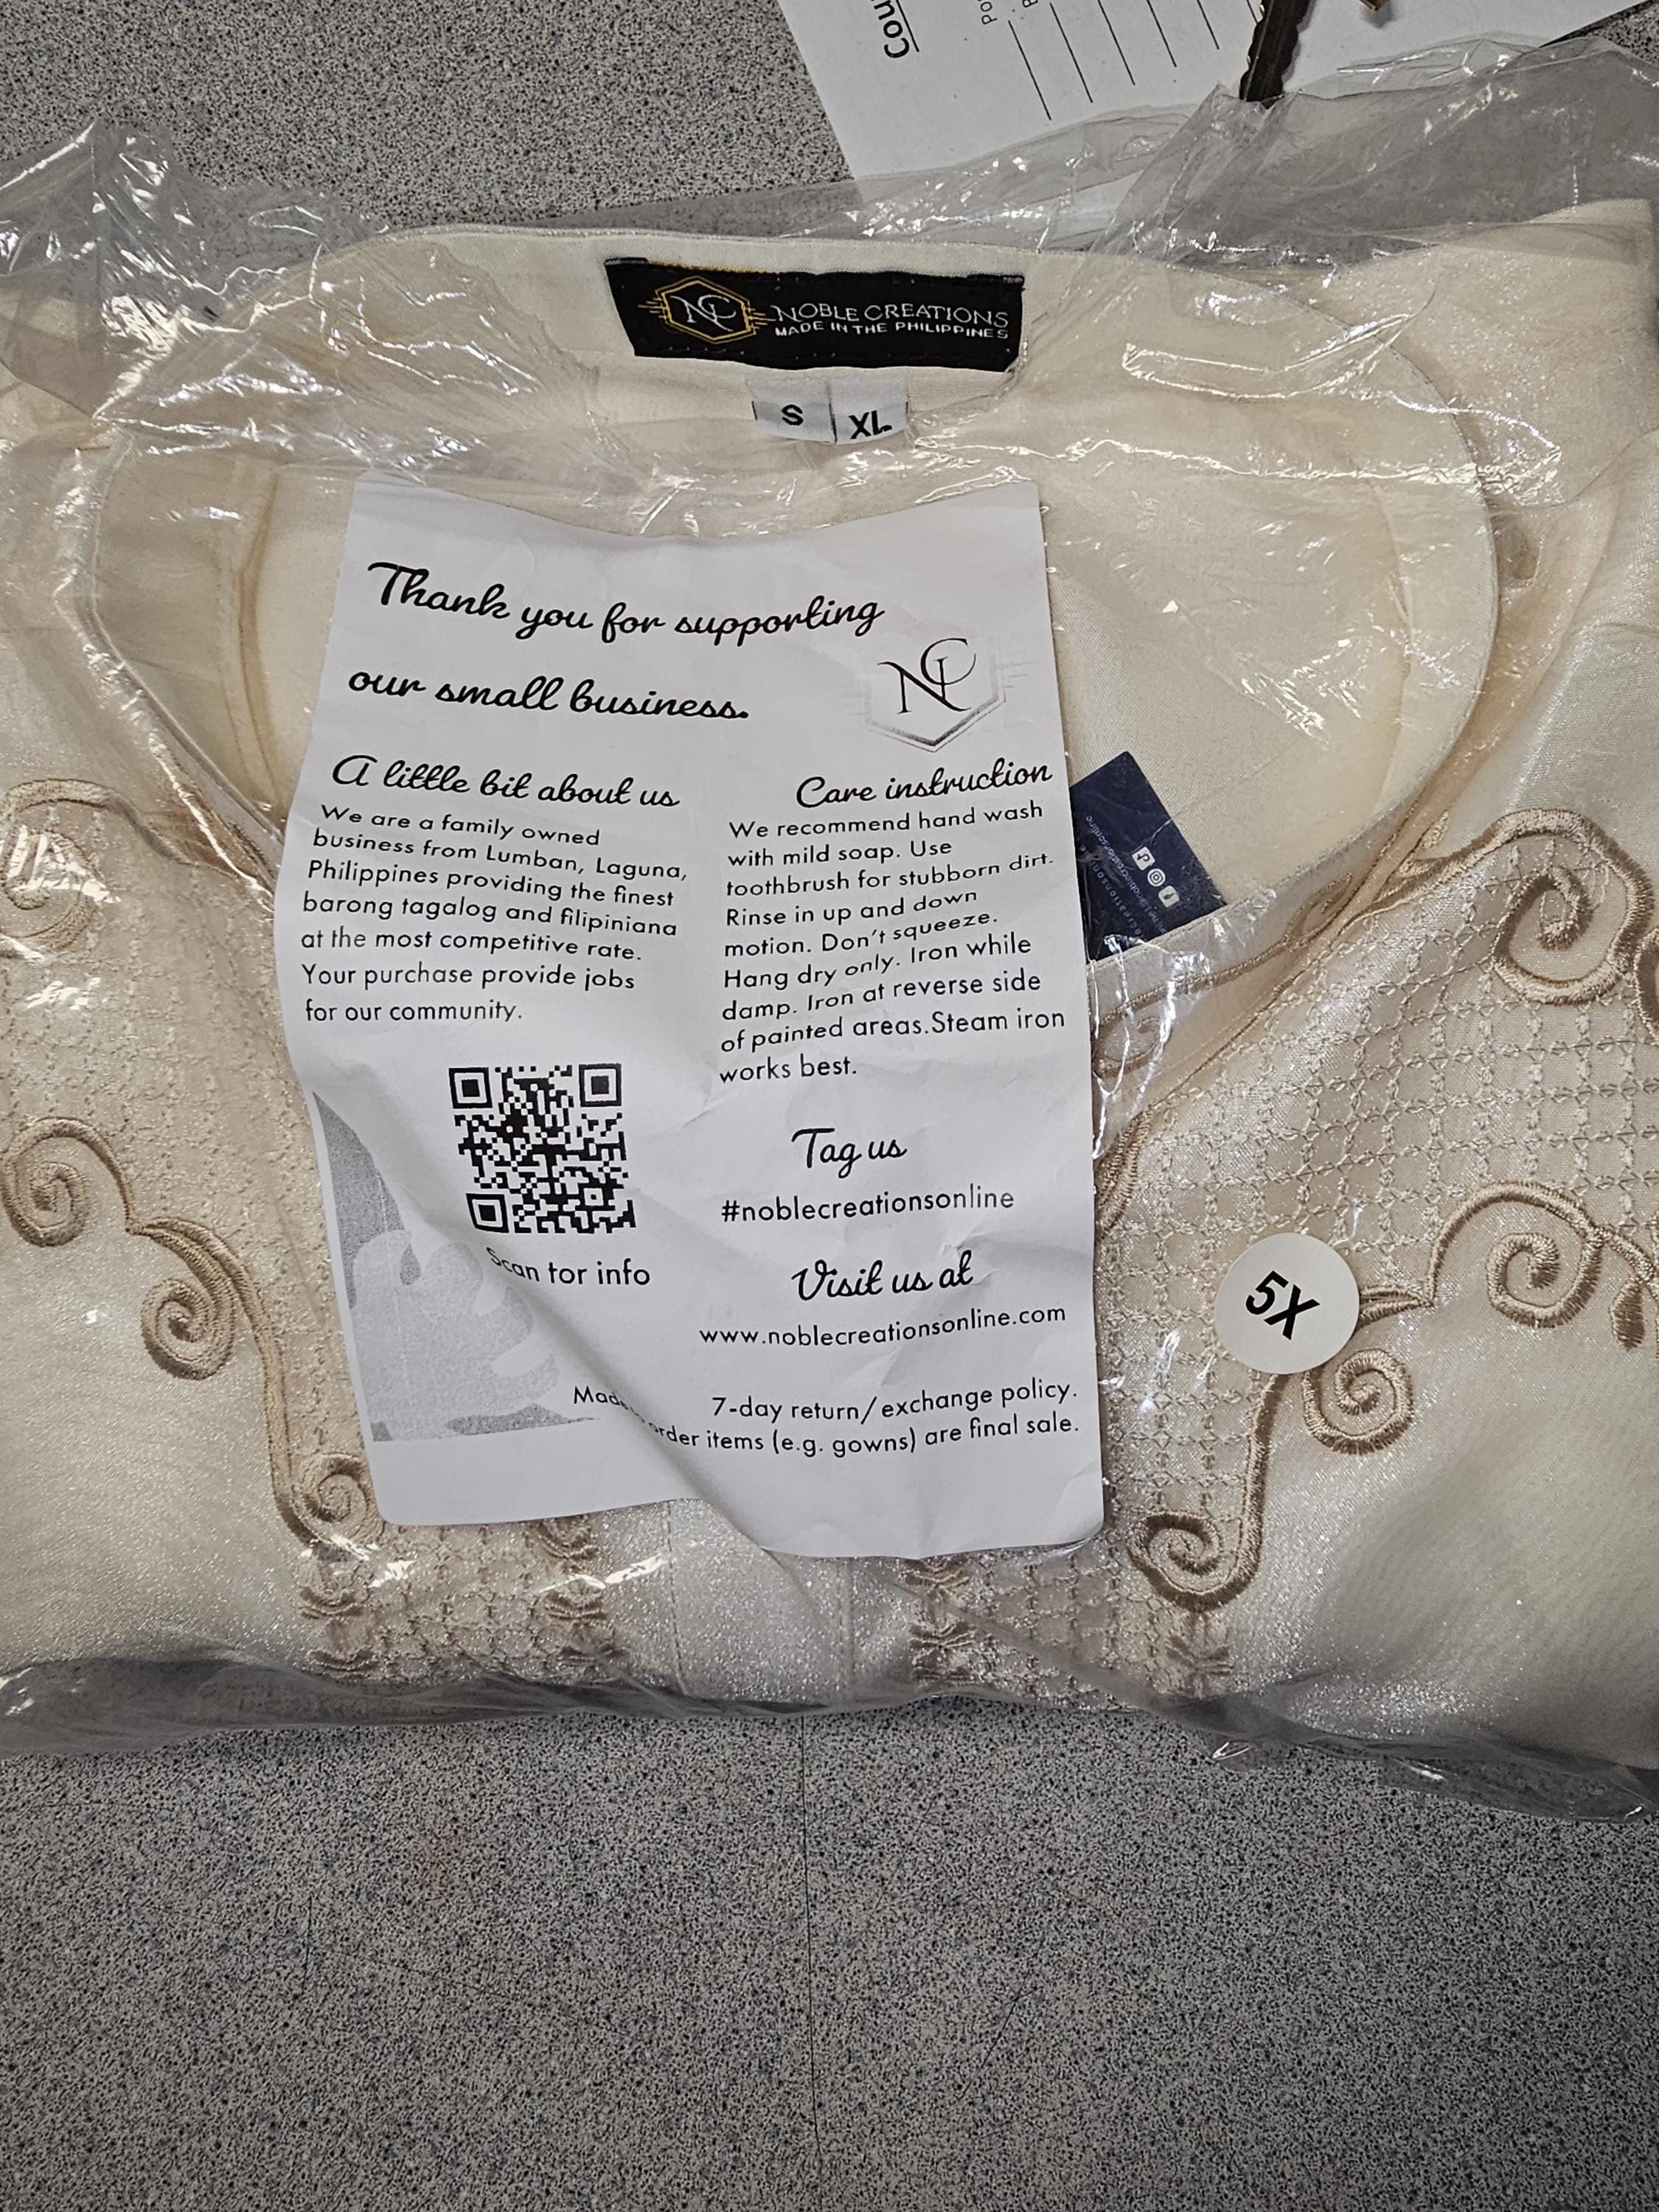 Cou
NC
NOBLE CREATIONS
MADE IN THE PHILIPPINES
S
XL
Thank you for supporting
our small business.
NC
A little bit about us
We are a family owned
business from Lumban, Laguna,
Philippines providing the finest
barong tagalog and filipiniana
at the most competitive rate.
Your purchase provide jobs
for our community.
Scan for info
Care instruction
We recommend hand wash
with mild soap. Use
toothbrush for stubborn dirt.
Rinse in up and down
motion. Don't squeeze.
Hang dry only. Iron while
damp. Iron at reverse side
of painted areas.Steam iron
works best.
Tag us
#noblecreationsonline
Visit us at
www.noblecreationsonline.com
7-day return/exchange policy.
Made order items (e.g. gowns) are final sale.
5X